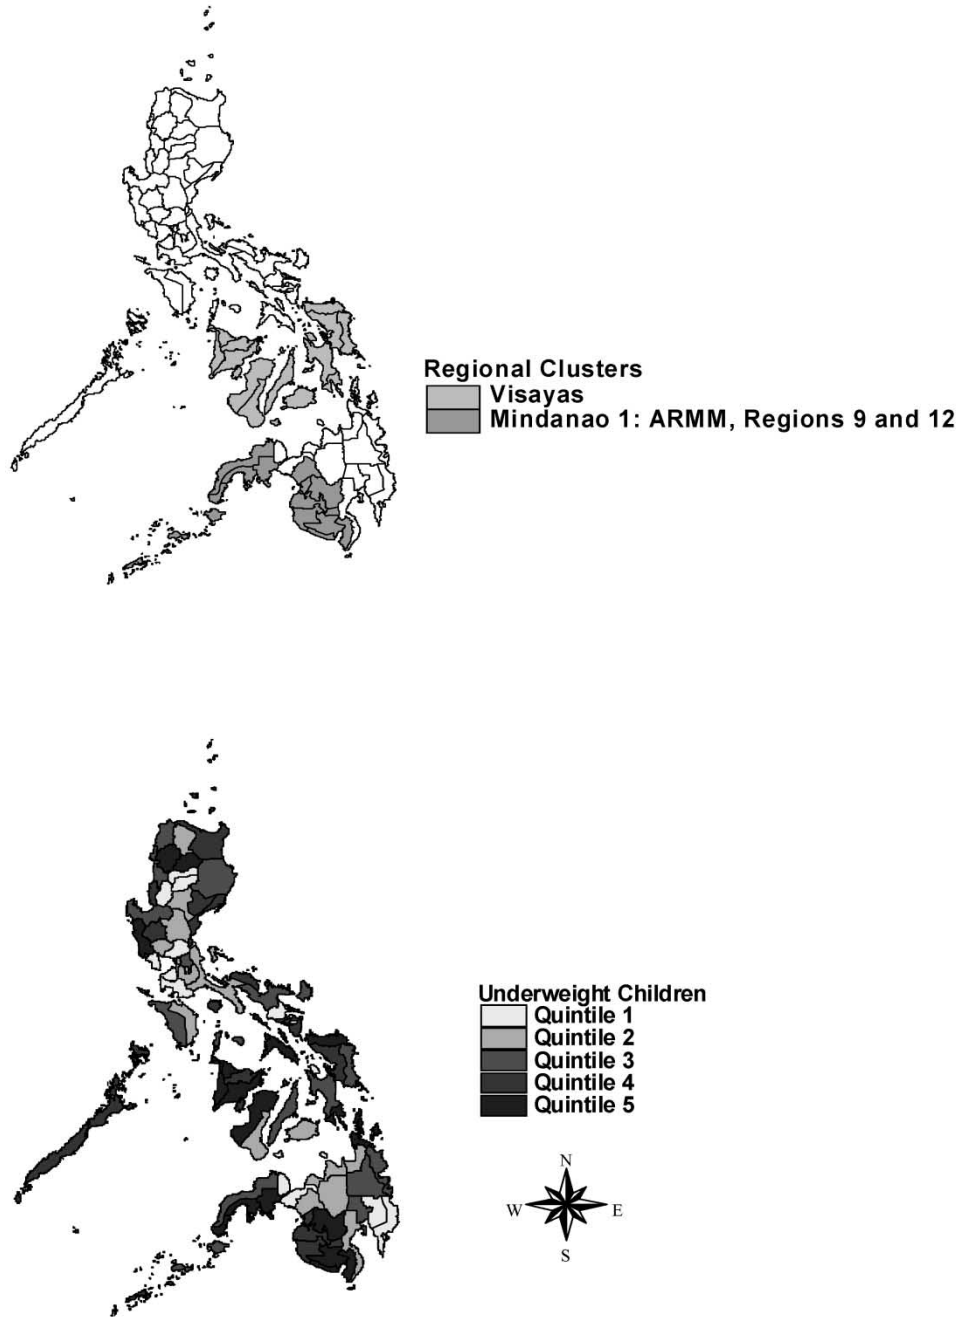 Regional Clusters
Visayas
Mindanao 1: ARMM, Regions 9 and 12
Underweight Children
Quintile 1
Quintile 2
Quintile 3
Quintile 4
Quintile 5
N
W E
S